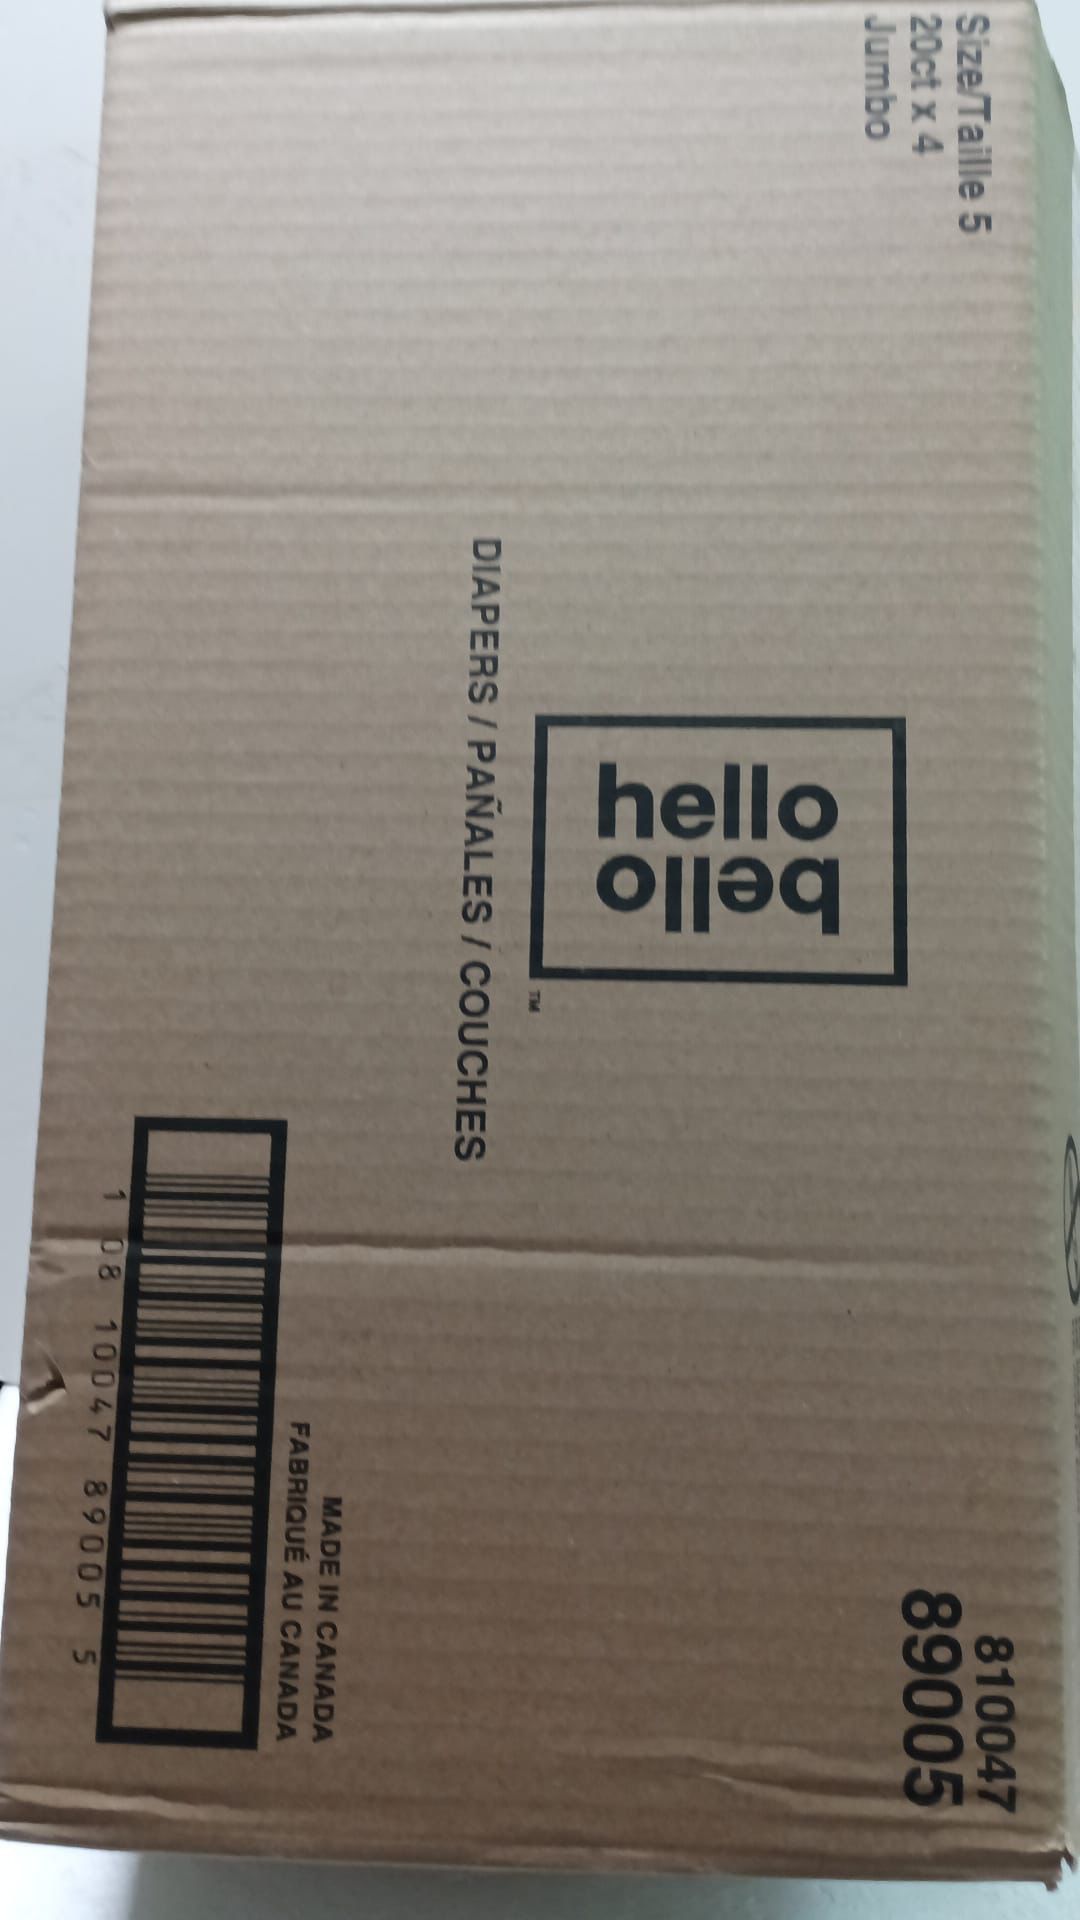 Size/Taille 5
20ct x 4
Jumbo
810047
89005
hello
bello
TM
DIAPERS / PAÑALES / COUCHES
MADE IN CANADA
FABRIQUÉ AU CANADA
1 08 10047 89005 5